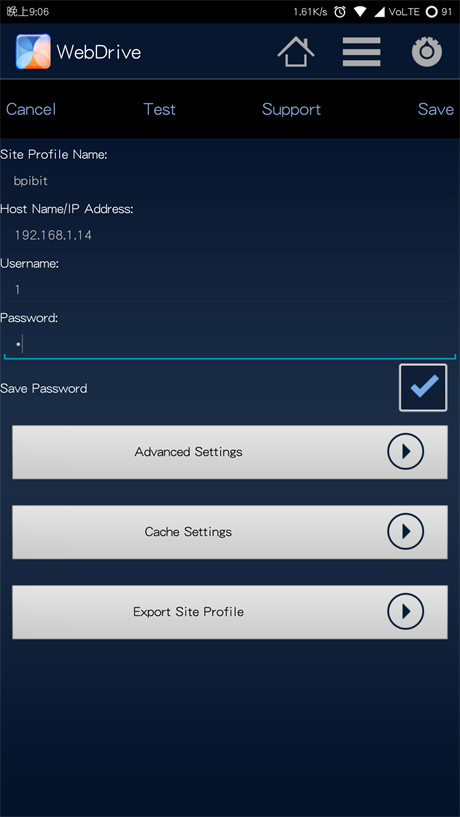 晚上9:06 1.61K/s VoLTE 91
WebDrive
Cancel Test Support Save
Site Profile Name:
bpibit
Host Name/IP Address:
192.168.1.14
Username:
1
Password:
•
Save Password
Advanced Settings
Cache Settings
Export Site Profile